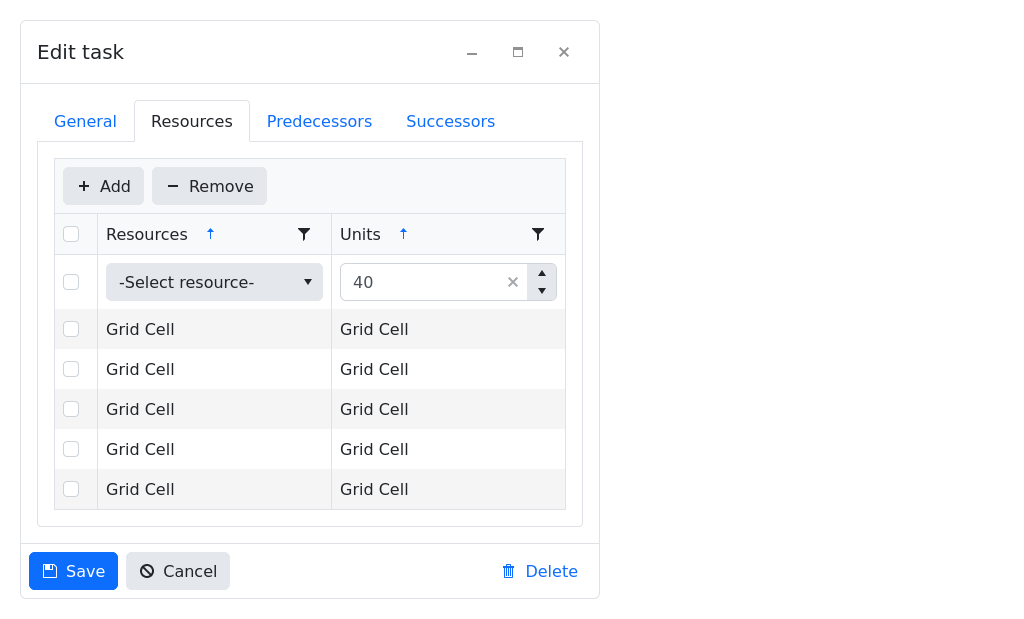 Edit task
General Resources Predecessors Successors
Add Remove
Resources Units
-Select resource- 40
Grid Cell Grid Cell
Grid Cell Grid Cell
Grid Cell Grid Cell
Grid Cell Grid Cell
Grid Cell Grid Cell
Save Cancel Delete